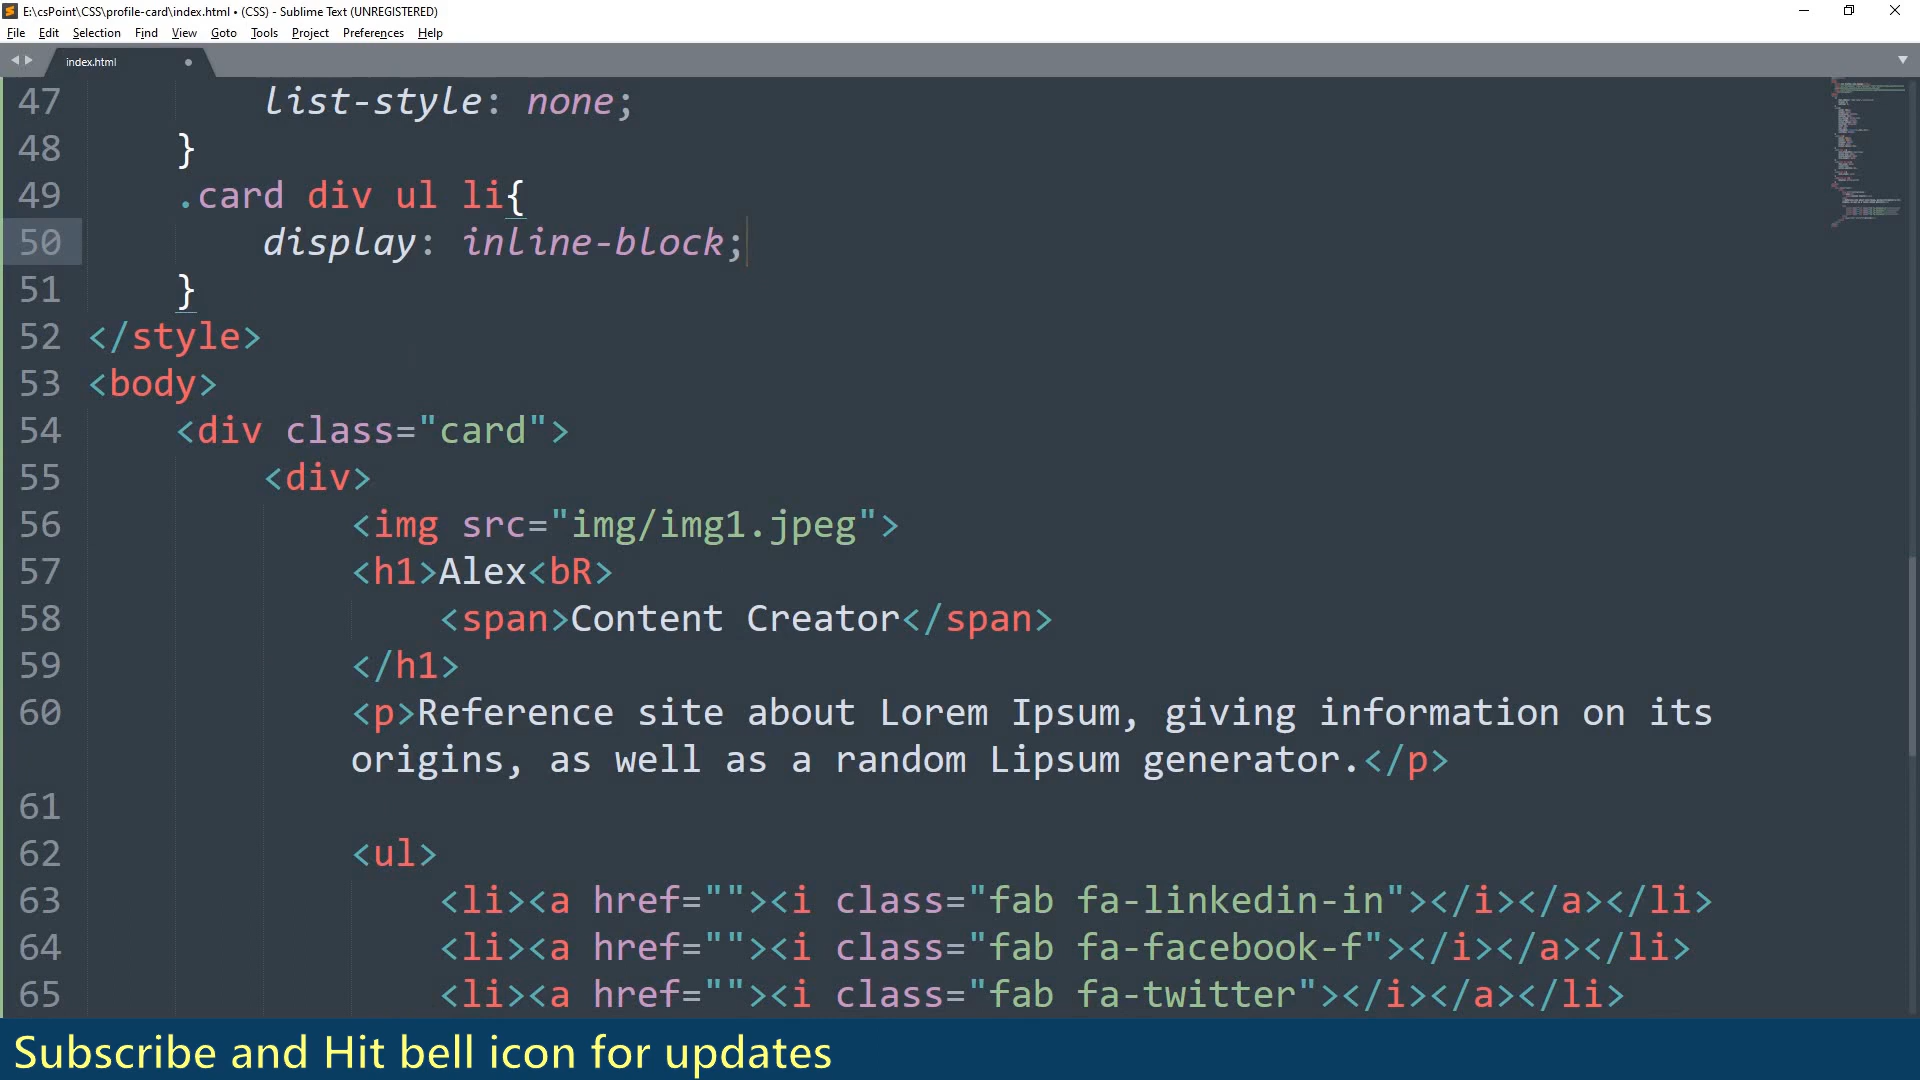 E:\csPoint\CSS\profile-card\index.html • (CSS) - Sublime Text (UNREGISTERED)
File Edit Selection Find View Goto Tools Project Preferences Help
index.html
47 list-style: none;
48 }
49 .card div ul li{
50 display: inline-block;
51 }
52 </style>
53 <body>
54 <div class="card">
55 <div>
56 <img src="img/img1.jpeg">
57 <h1>Alex<bR>
58 <span>Content Creator</span>
59 </h1>
60 <p>Reference site about Lorem Ipsum, giving information on its
origins, as well as a random Lipsum generator.</p>
61
62 <ul>
63 <li><a href=""><i class="fab fa-linkedin-in"></i></a></li>
64 <li><a href=""><i class="fab fa-facebook-f"></i></a></li>
65 <li><a href=""><i class="fab fa-twitter"></i></a></li>
Subscribe and Hit bell icon for updates